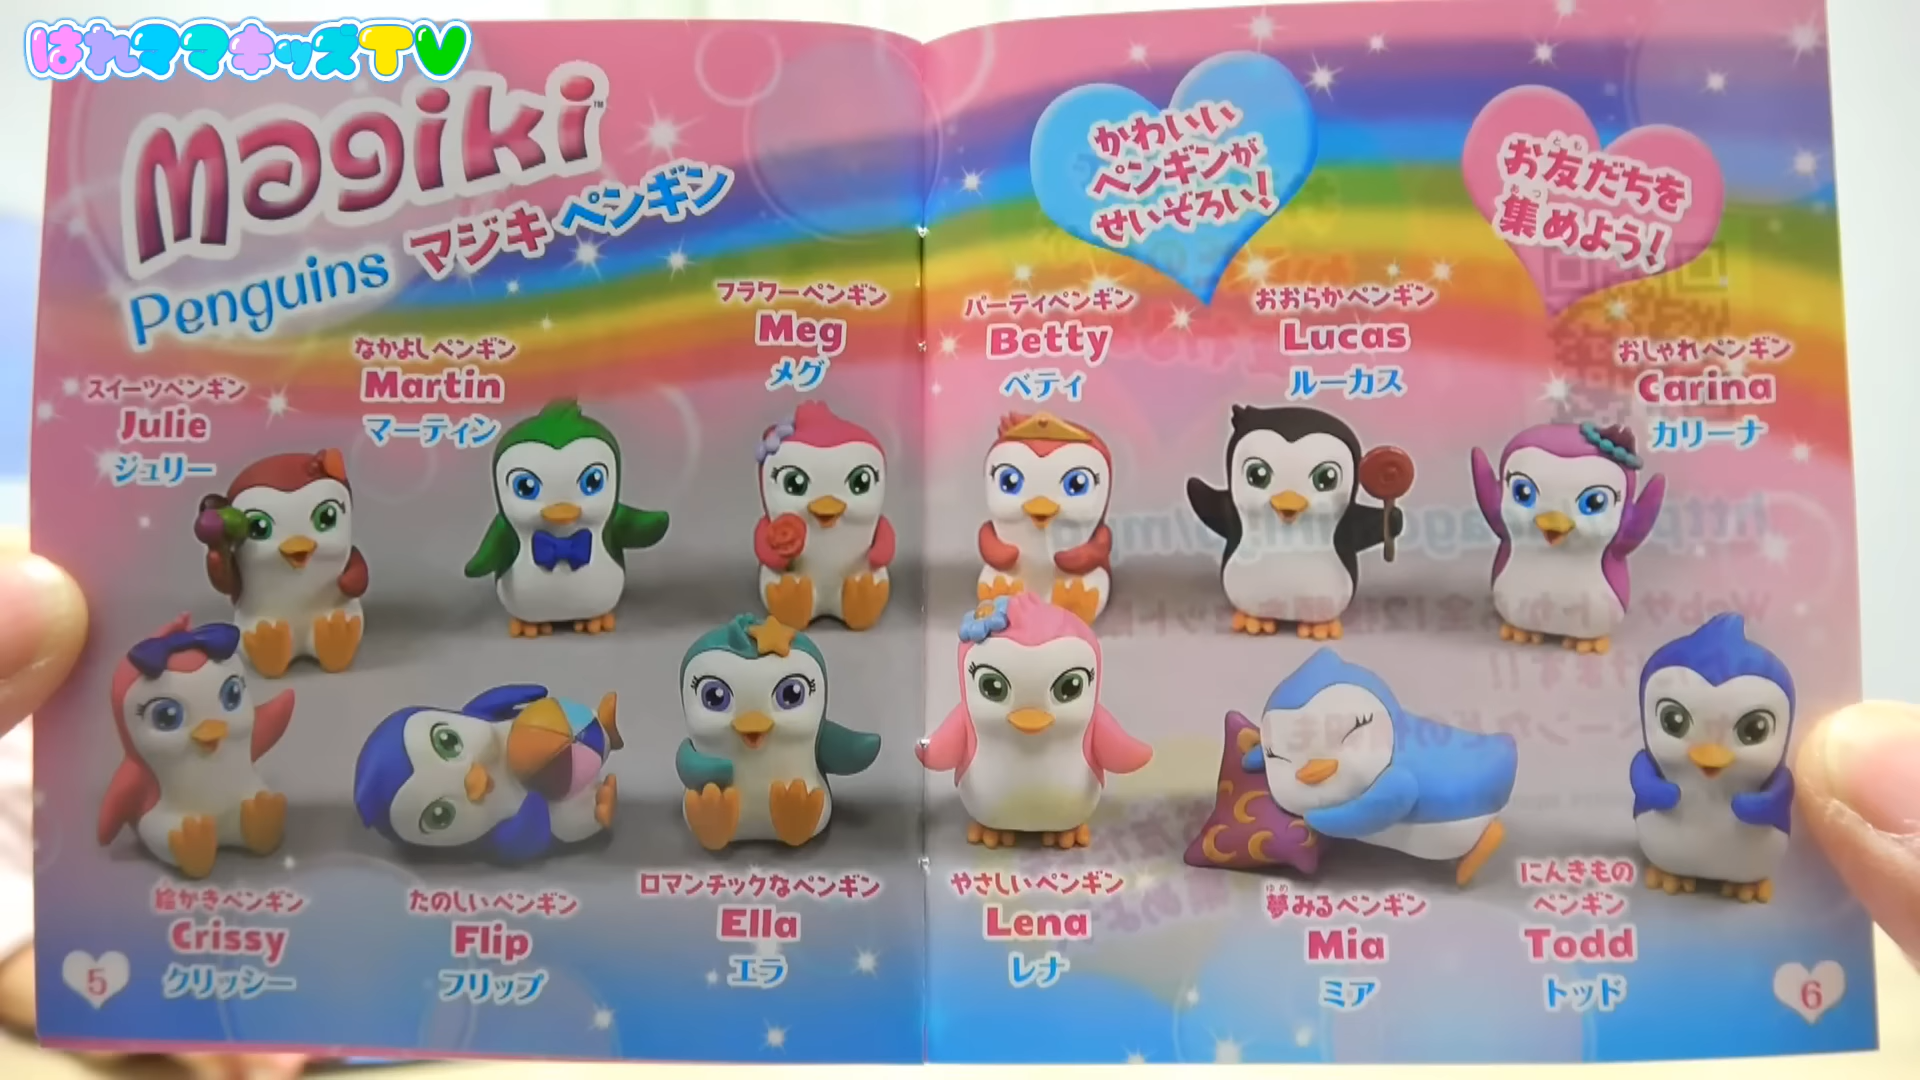 はれママキッズTV
Magiki™
Penguins マジキ ペンギン
かわいい
ペンギンが
せいぞろい!
お友だちを
とも
集めよう!
あつ
スイーツペンギン
Julie
ジュリー
なかよしペンギン
Martin
マーティン
フラワーペンギン
Meg
メグ
パーティペンギン
Betty
ベティ
おおらかペンギン
Lucas
ルーカス
おしゃれペンギン
Carina
カリーナ
絵かきペンギン
Crissy
クリッシー
たのしいペンギン
Flip
フリップ
ロマンチックなペンギン
Ella
エラ
やさしいペンギン
Lena
レナ
ゆめ
夢みるペンギン
Mia
ミア
にんきもの
ペンギン
Todd
トッド
5
6